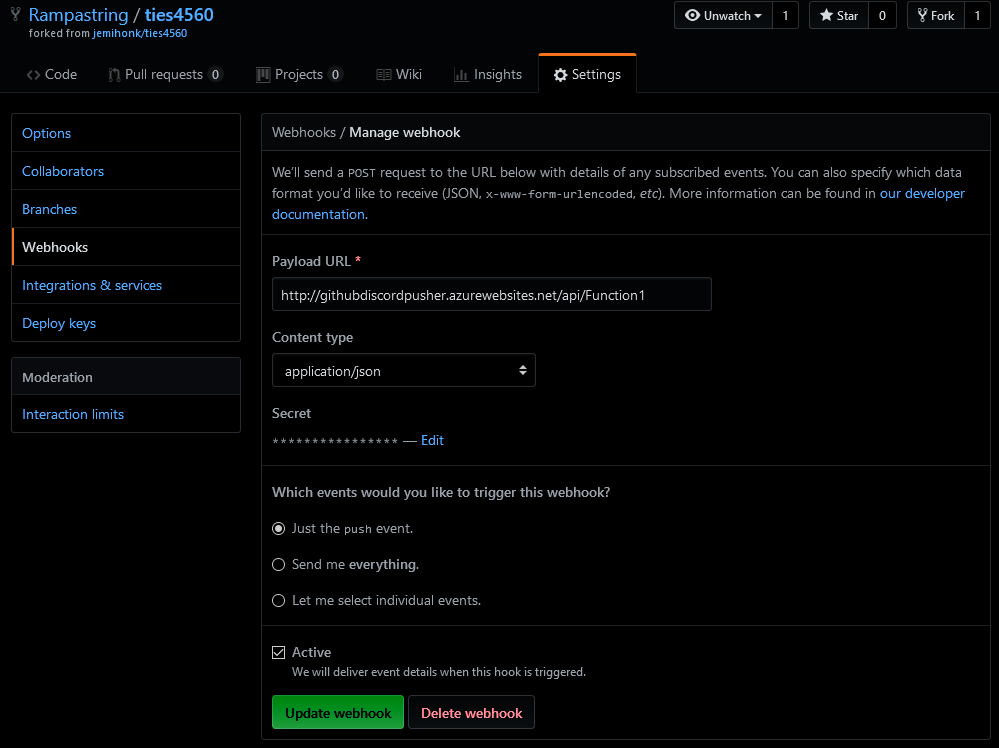 Rampastring / ties4560
Unwatch 1 Star 0 Fork 1
forked from jemihonk/ties4560
Code Pull requests 0 Projects 0 Wiki Insights Settings
Options
Collaborators
Branches
Webhooks
Integrations & services
Deploy keys
Moderation
Interaction limits
Webhooks / Manage webhook
We'll send a POST request to the URL below with details of any subscribed events. You can also specify which data
format you'd like to receive (JSON, x-www-form-urlencoded, etc). More information can be found in our developer
documentation.
Payload URL *
http://githubdiscordpusher.azurewebsites.net/api/Function1
Content type
application/json
Secret
**************** — Edit
Which events would you like to trigger this webhook?
Just the push event.
Send me everything.
Let me select individual events.
Active
We will deliver event details when this hook is triggered.
Update webhook Delete webhook